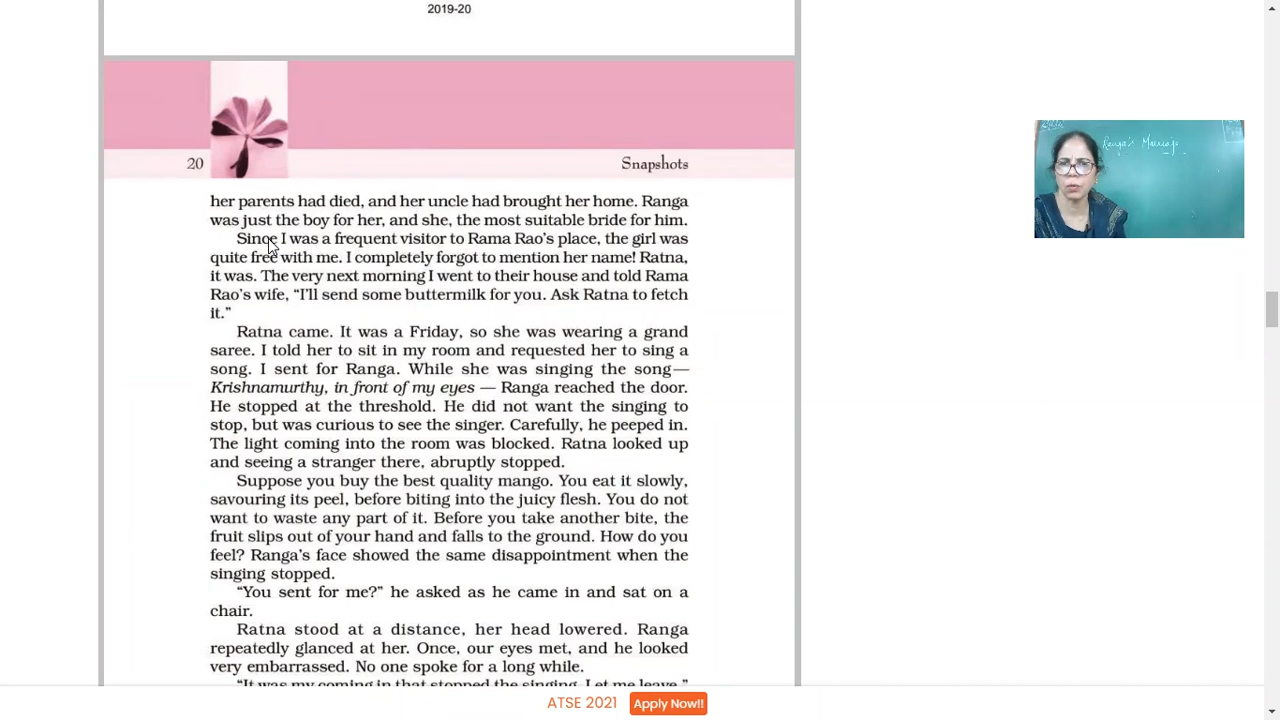 2019-20
20
Snapshots
her parents had died, and her uncle had brought her home. Ranga
was just the boy for her, and she, the most suitable bride for him.
Since I was a frequent visitor to Rama Rao's place, the girl was
quite free with me. I completely forgot to mention her name! Ratna,
it was. The very next morning I went to their house and told Rama
Rao's wife, “I'll send some buttermilk for you. Ask Ratna to fetch
it.”
Ratna came. It was a Friday, so she was wearing a grand
saree. I told her to sit in my room and requested her to sing a
song. I sent for Ranga. While she was singing the song—
Krishnamurthy, in front of my eyes — Ranga reached the door.
He stopped at the threshold. He did not want the singing to
stop, but was curious to see the singer. Carefully, he peeped in.
The light coming into the room was blocked. Ratna looked up
and seeing a stranger there, abruptly stopped.
Suppose you buy the best quality mango. You eat it slowly,
savouring its peel, before biting into the juicy flesh. You do not
want to waste any part of it. Before you take another bite, the
fruit slips out of your hand and falls to the ground. How do you
feel? Ranga's face showed the same disappointment when the
singing stopped.
“You sent for me?” he asked as he came in and sat on a
chair.
Ratna stood at a distance, her head lowered. Ranga
repeatedly glanced at her. Once, our eyes met, and he looked
very embarrassed. No one spoke for a long while.
“It was my coming in that stopped the singing. Let me leave.”
Ranga's Marriage
ATSE 2021
Apply Now!!